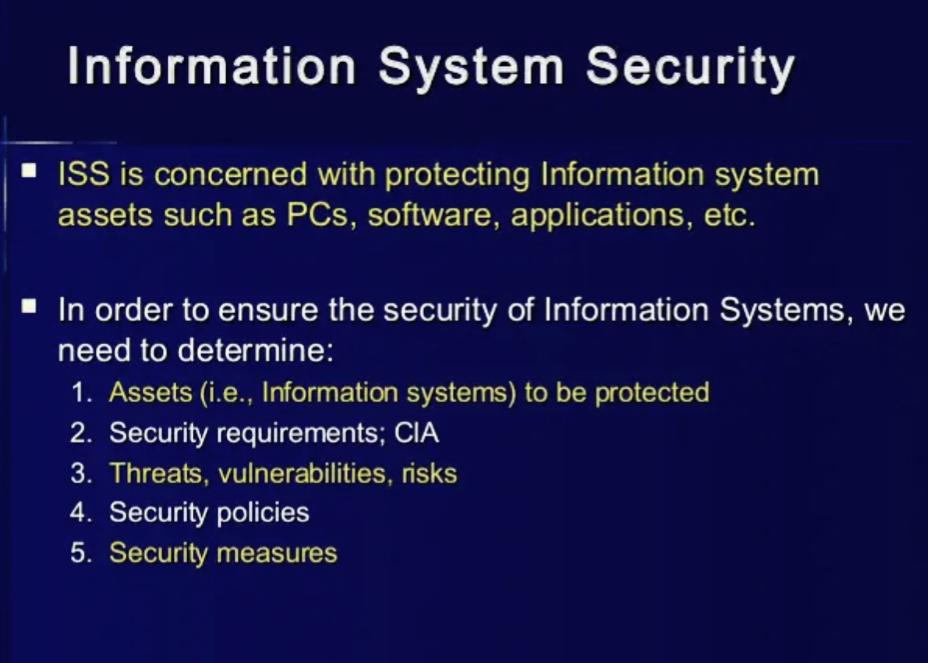 Information System Security
ISS is concerned with protecting Information system
assets such as PCs, software, applications, etc.
In order to ensure the security of Information Systems, we
need to determine:
1. Assets (i.e., Information systems) to be protected
2. Security requirements; CIA
3. Threats, vulnerabilities, risks
4. Security policies
5. Security measures